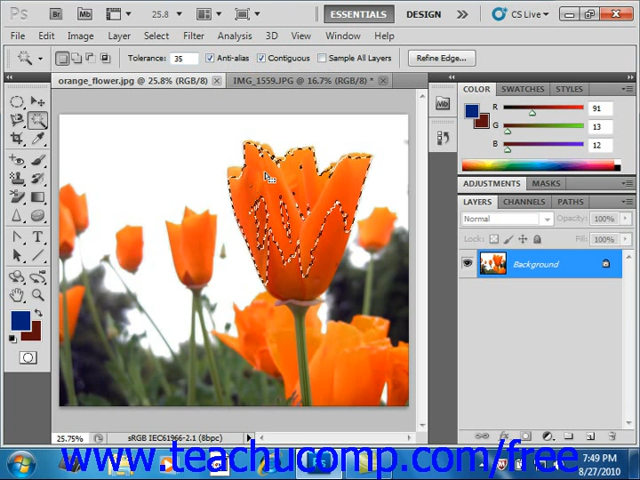 Ps
25.8
ESSENTIALS
DESIGN
CS Live
File Edit Image Layer Select Filter Analysis 3D View Window Help
Tolerance: 35 Anti-alias Contiguous Sample All Layers Refine Edge...
orange_flower.jpg @ 25.8% (RGB/8) IMG_1559.JPG @ 16.7% (RGB/8) *
COLOR SWATCHES STYLES
Mb
R 91
G 13
B 12
ADJUSTMENTS MASKS
LAYERS CHANNELS PATHS
Normal Opacity: 100%
Lock: Fill: 100%
Background
T
25.75% sRGB IEC61966-2.1 (8bpc)
www.teachucomp.com/free
7:49 PM
8/27/2010